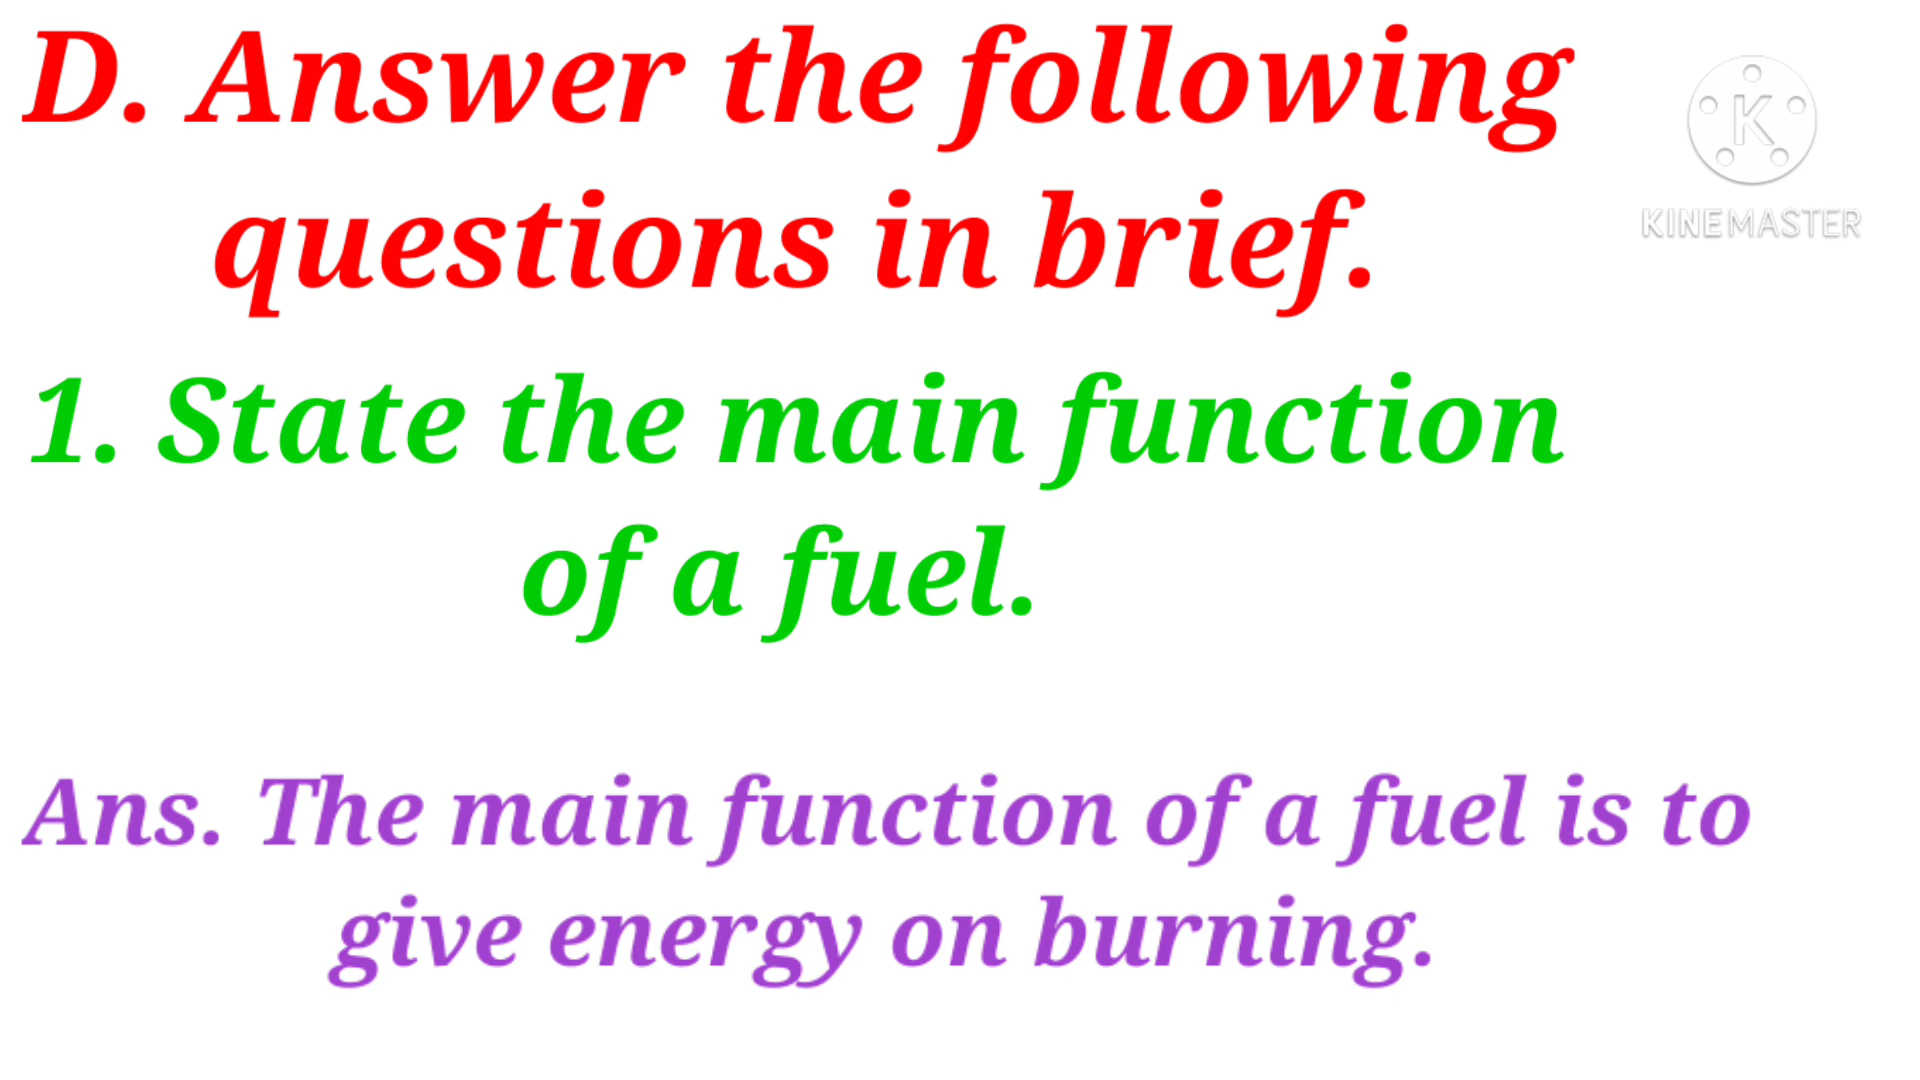 D. Answer the following
questions in brief.
KINEMASTER
1. State the main function
of a fuel.
Ans. The main function of a fuel is to
give energy on burning.